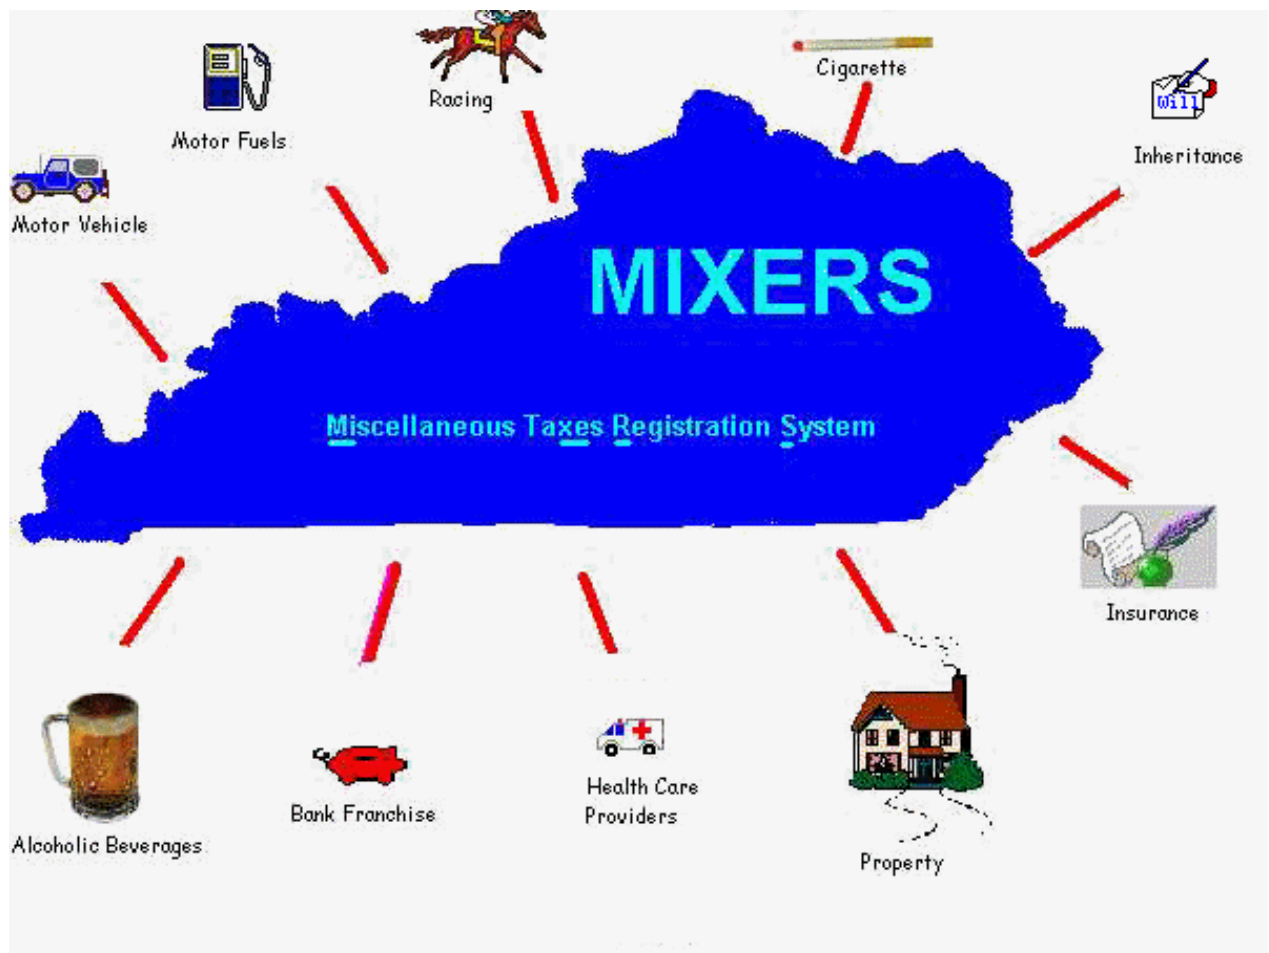 Racing
Cigarette
Motor Fuels
Will
Inheritance
Motor Vehicle
MIXERS
Miscellaneous Taxes Registration System
Insurance
Health Care
Providers
Bank Franchise
Alcoholic Beverages
Property